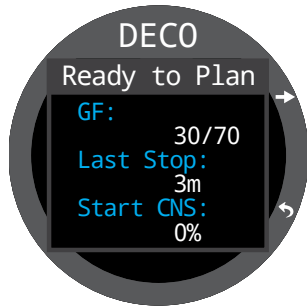 DECO
Ready to Plan
GF:
30/70
Last Stop:
3m
Start CNS:
0%